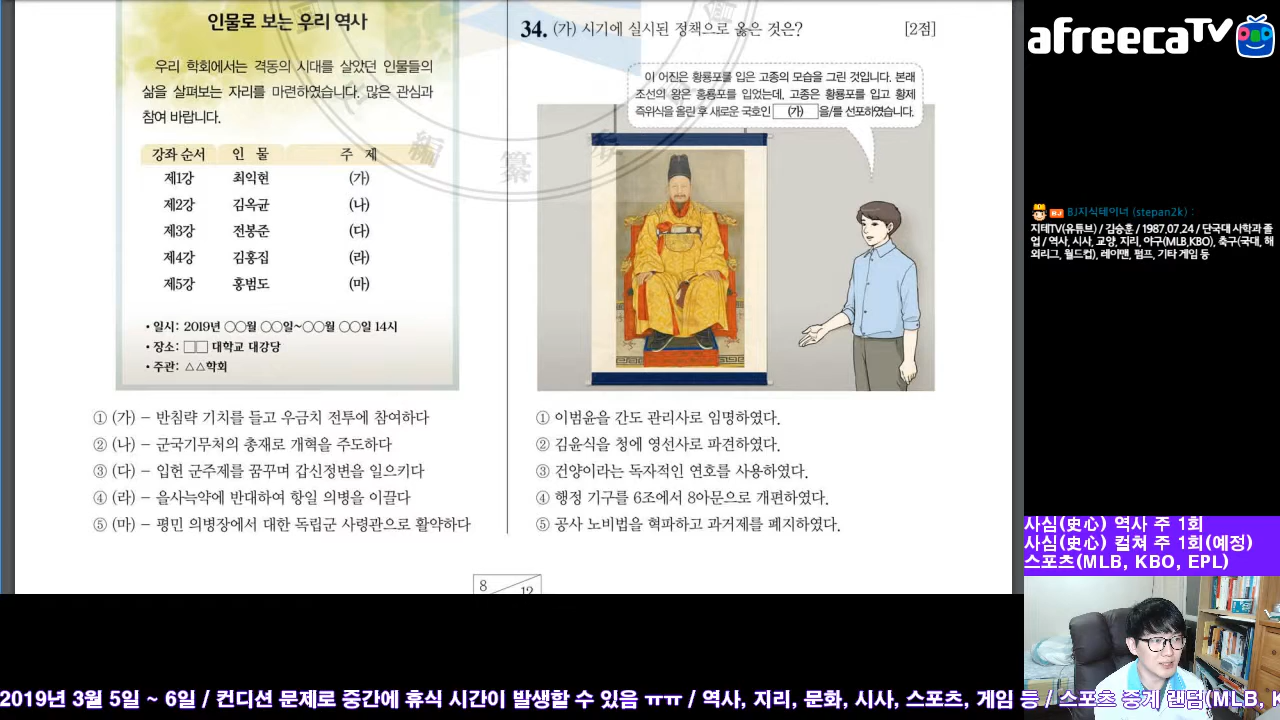 인물로 보는 우리 역사
우리 학회에서는 격동의 시대를 살았던 인물들의
삶을 살펴보는 자리를 마련하였습니다. 많은 관심과
참여 바랍니다.
강좌 순서 인 물 주 제
제1강 최익현 (가)
제2강 김옥균 (나)
제3강 전봉준 (다)
제4강 김홍집 (라)
제5강 홍범도 (마)
• 일시: 2019년 ○○월 ○○일~○○월 ○○일 14시
• 장소: □□ 대학교 대강당
• 주관: △△학회
① (가) – 반침략 기치를 들고 우금치 전투에 참여하다
② (나) – 군국기무처의 총재로 개혁을 주도하다
③ (다) – 입헌 군주제를 꿈꾸며 갑신정변을 일으키다
④ (라) – 을사늑약에 반대하여 항일 의병을 이끌다
⑤ (마) – 평민 의병장에서 대한 독립군 사령관으로 활약하다
34. (가) 시기에 실시된 정책으로 옳은 것은? [2점]
이 어진은 황룡포를 입은 고종의 모습을 그린 것입니다. 본래
조선의 왕은 홍룡포를 입었는데, 고종은 황룡포를 입고 황제
즉위식을 올린 후 새로운 국호인 (가) 을/를 선포하였습니다.
① 이범윤을 간도 관리사로 임명하였다.
② 김윤식을 청에 영선사로 파견하였다.
③ 건양이라는 독자적인 연호를 사용하였다.
④ 행정 기구를 6조에서 8아문으로 개편하였다.
⑤ 공사 노비법을 혁파하고 과거제를 폐지하였다.
編 纂 委
8 12
afreecaTV
BJ BJ지식테이너 (stepan2k) :
지테TV(유튜브) / 김승훈 / 1987.07.24 / 단국대 사학과 졸
업 / 역사, 시사, 교양, 지리, 야구(MLB,KBO), 축구(국대, 해
외리그, 월드컵), 레이맨, 펌프, 기타 게임 등
사심(史心) 역사 주 1회
사심(史心) 컬쳐 주 1회(예정)
스포츠(MLB, KBO, EPL)
2019년 3월 5일 ~ 6일 / 컨디션 문제로 중간에 휴식 시간이 발생할 수 있음 ㅠㅠ / 역사, 지리, 문화, 시사, 스포츠, 게임 등 / 스포츠 중계 랜덤(MLB,